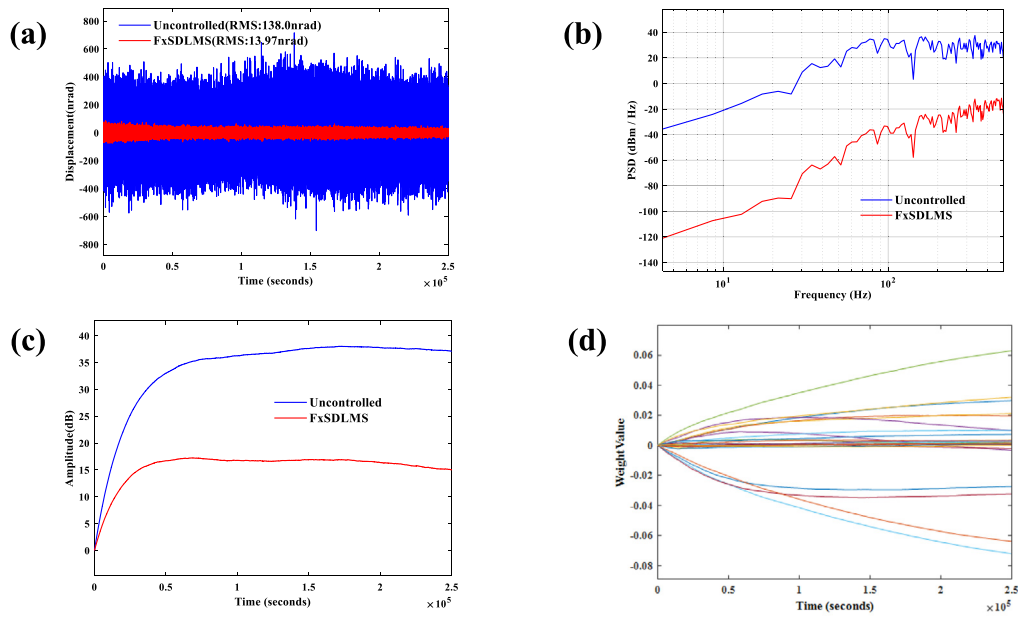 (a)
Uncontrolled(RMS:138.0nrad)
FxSDLMS(RMS:13.97nrad)
Displacement(nrad)
800
600
400
200
0
-200
-400
-600
-800
0 0.5 1 1.5 2 2.5
Time (seconds)
×10⁵
(b)
PSD (dBm / Hz)
40
20
0
-20
-40
-60
-80
-100
-120
-140
Uncontrolled
FxSDLMS
10¹ 10²
Frequency (Hz)
(c)
Amplitude(dB)
40
35
30
25
20
15
10
5
0
Uncontrolled
FxSDLMS
0 0.5 1 1.5 2 2.5
Time (seconds)
×10⁵
(d)
Weight Value
0.06
0.04
0.02
0
-0.02
-0.04
-0.06
-0.08
0 0.5 1 1.5 2 2.5
Time (seconds)
×10⁵